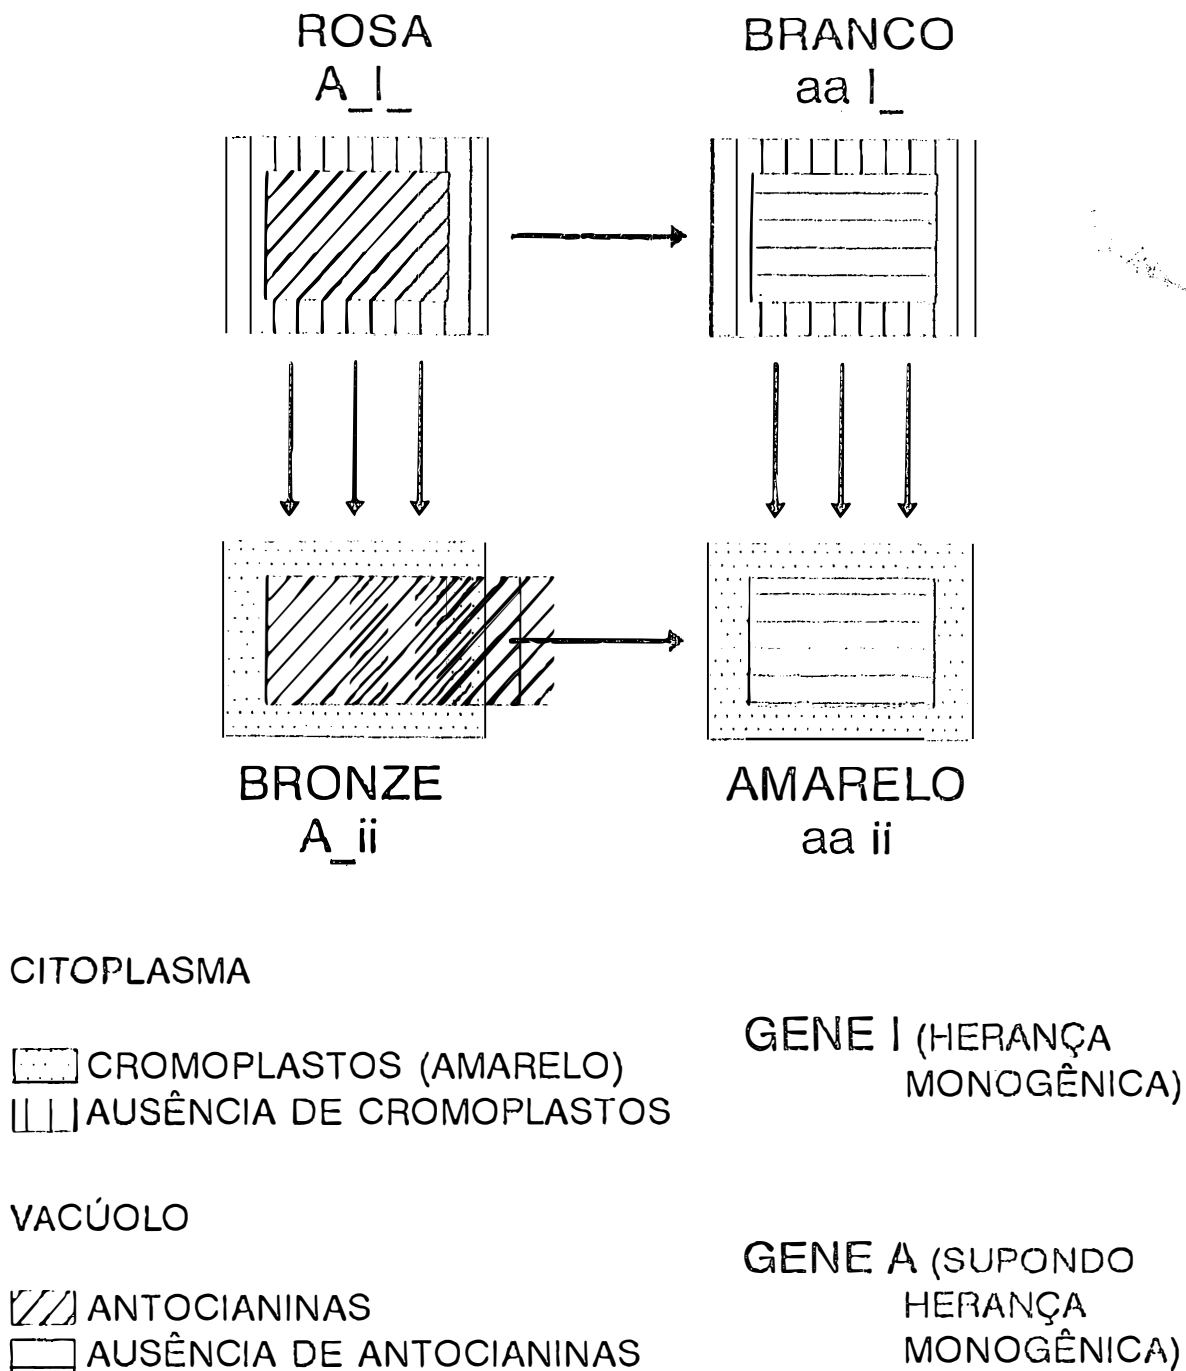 ROSA
A_I_
BRANCO
aa I_
BRONZE
A_ii
AMARELO
aa ii
CITOPLASMA
CROMOPLASTOS (AMARELO)
AUSÊNCIA DE CROMOPLASTOS
GENE I (HERANÇA
MONOGÊNICA)
VACÚOLO
ANTOCIANINAS
AUSÊNCIA DE ANTOCIANINAS
GENE A (SUPONDO
HERANÇA
MONOGÊNICA)